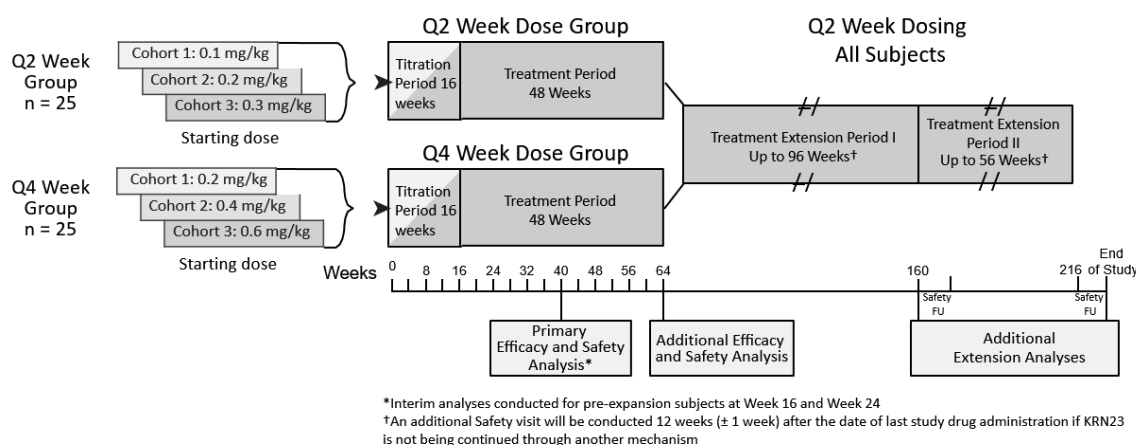 Q2 Week Dose Group
Q2 Week Dosing
All Subjects
Q2 Week
Group
n = 25
Cohort 1: 0.1 mg/kg
Cohort 2: 0.2 mg/kg
Cohort 3: 0.3 mg/kg
Starting dose
Titration
Period 16
weeks
Treatment Period
48 Weeks
Treatment Extension Period I
Up to 96 Weeks†
Treatment Extension
Period II
Up to 56 Weeks†
Q4 Week Dose Group
Q4 Week
Group
n = 25
Cohort 1: 0.2 mg/kg
Cohort 2: 0.4 mg/kg
Cohort 3: 0.6 mg/kg
Starting dose
Titration
Period 16
weeks
Treatment Period
48 Weeks
Weeks
0 8 16 24 32 40 48 56 64 160 216 End of Study
Safety
FU
Safety
FU
Primary
Efficacy and Safety
Analysis*
Additional Efficacy
and Safety Analysis
Additional
Extension Analyses
*Interim analyses conducted for pre-expansion subjects at Week 16 and Week 24
†An additional Safety visit will be conducted 12 weeks (± 1 week) after the date of last study drug administration if KRN23
is not being continued through another mechanism